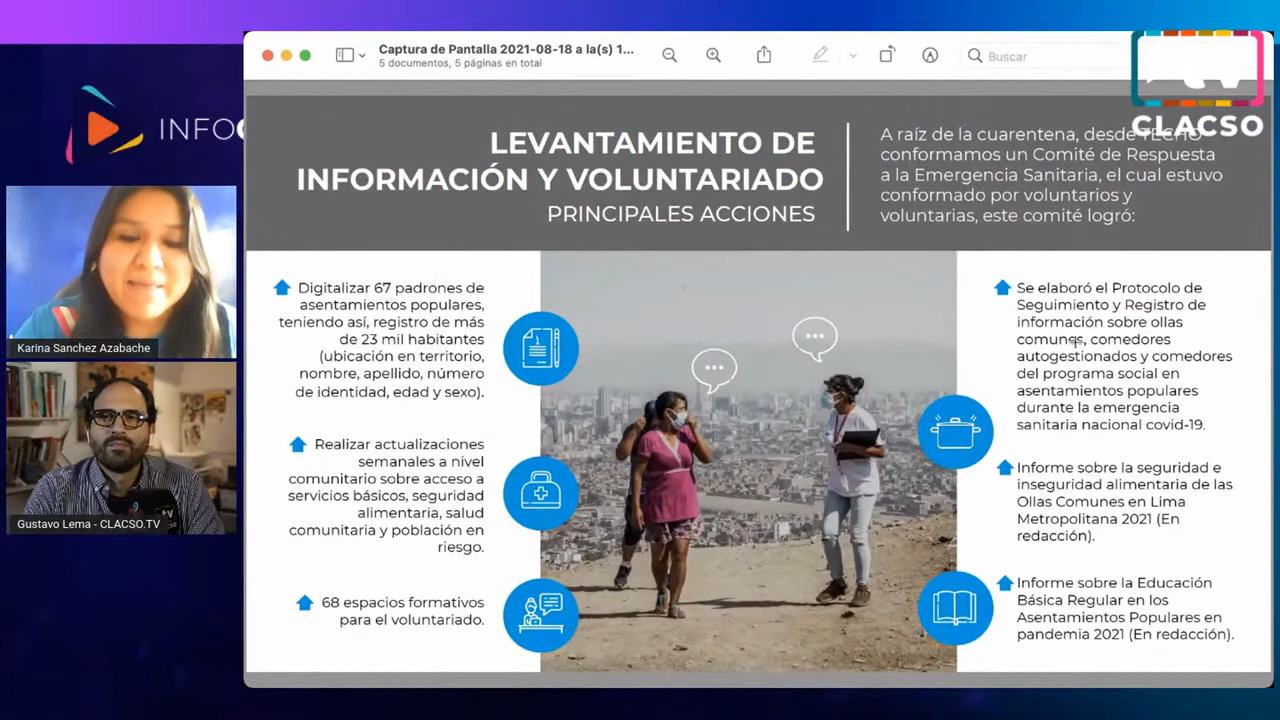 Captura de Pantalla 2021-08-18 a la(s) 1...
5 documentos, 5 páginas en total
Buscar
CLACSO
LEVANTAMIENTO DE
INFORMACIÓN Y VOLUNTARIADO
PRINCIPALES ACCIONES
A raíz de la cuarentena, desde TECHO
conformamos un Comité de Respuesta
a la Emergencia Sanitaria, el cual estuvo
conformado por voluntarios y
voluntarias, este comité logró:
Digitalizar 67 padrones de
asentamientos populares,
teniendo así, registro de más
de 23 mil habitantes
(ubicación en territorio,
nombre, apellido, número
de identidad, edad y sexo).
Realizar actualizaciones
semanales a nivel
comunitario sobre acceso a
servicios básicos, seguridad
alimentaria, salud
comunitaria y población en
riesgo.
68 espacios formativos
para el voluntariado.
Se elaboró el Protocolo de
Seguimiento y Registro de
información sobre ollas
comunes, comedores
autogestionados y comedores
del programa social en
asentamientos populares
durante la emergencia
sanitaria nacional covid-19.
Informe sobre la seguridad e
inseguridad alimentaria de las
Ollas Comunes en Lima
Metropolitana 2021 (En
redacción).
Informe sobre la Educación
Básica Regular en los
Asentamientos Populares en
pandemia 2021 (En redacción).
INFO
Karina Sanchez Azabache
Gustavo Lema - CLACSO.TV